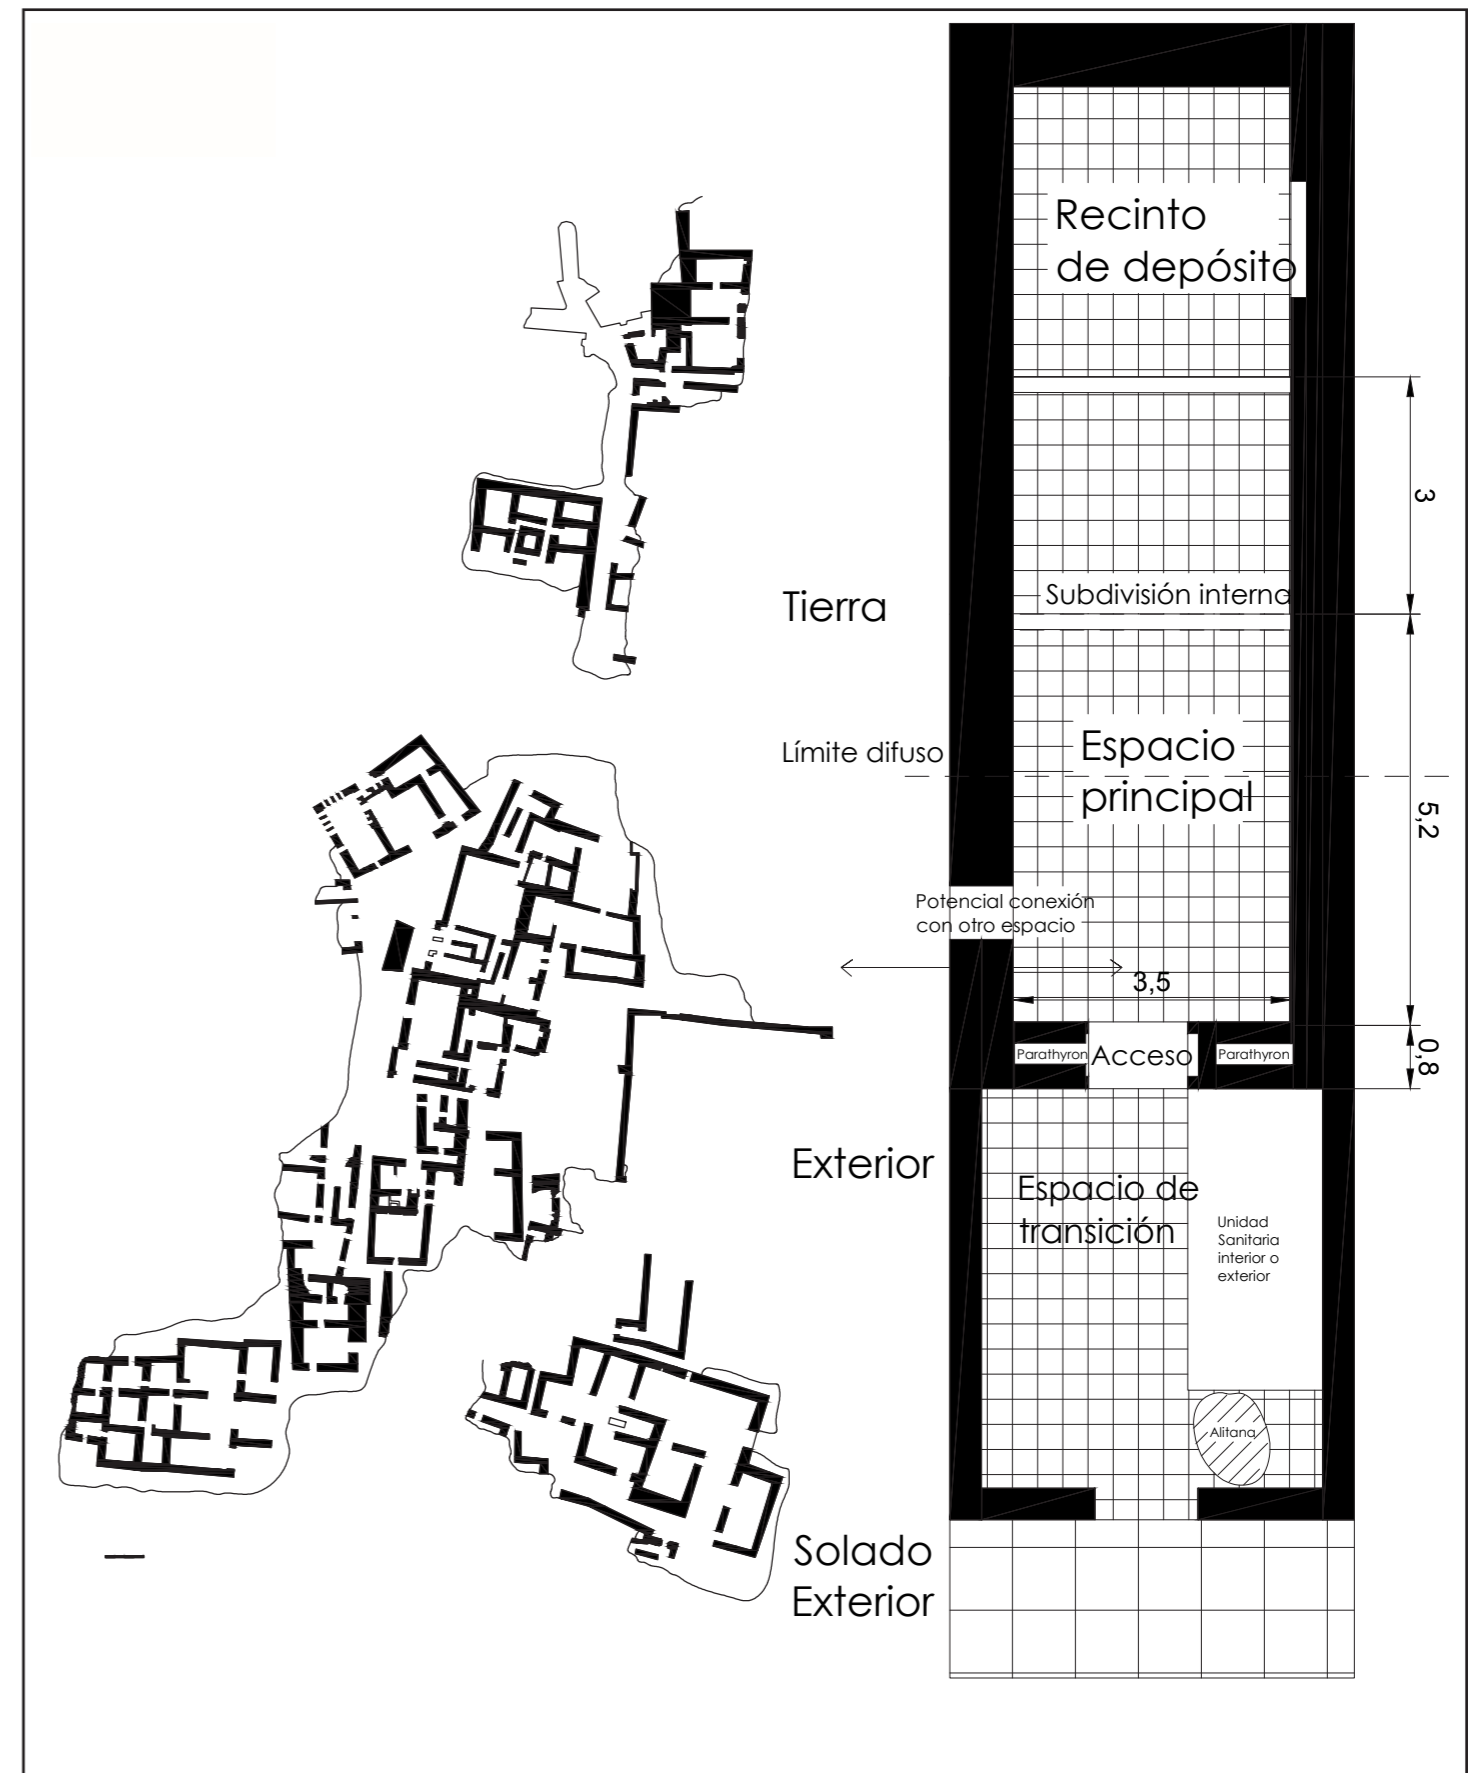 Recinto
de depósito
3
Subdivisión interna
Tierra
Límite difuso
Espacio
principal
5,2
Potencial conexión
con otro espacio
3,5
Parathyron
Acceso
Parathyron
0,8
Exterior
Espacio de
transición
Unidad
Sanitaria
interior o
exterior
Alitana
Solado
Exterior